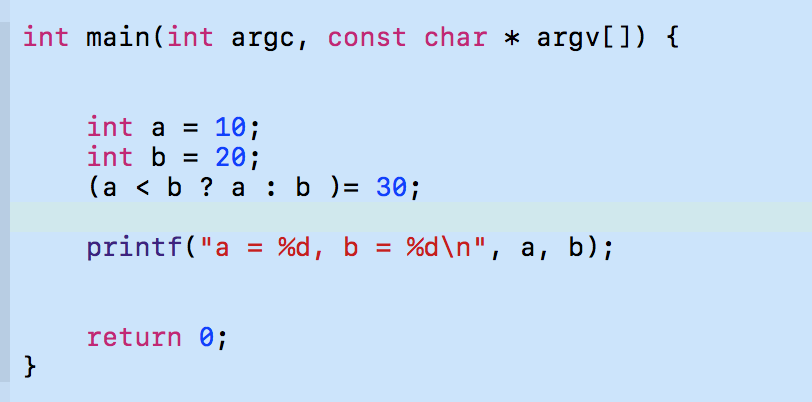 int main(int argc, const char * argv[]) {
int a = 10;
int b = 20;
(a < b ? a : b )= 30;
printf("a = %d, b = %d\n", a, b);
return 0;
}